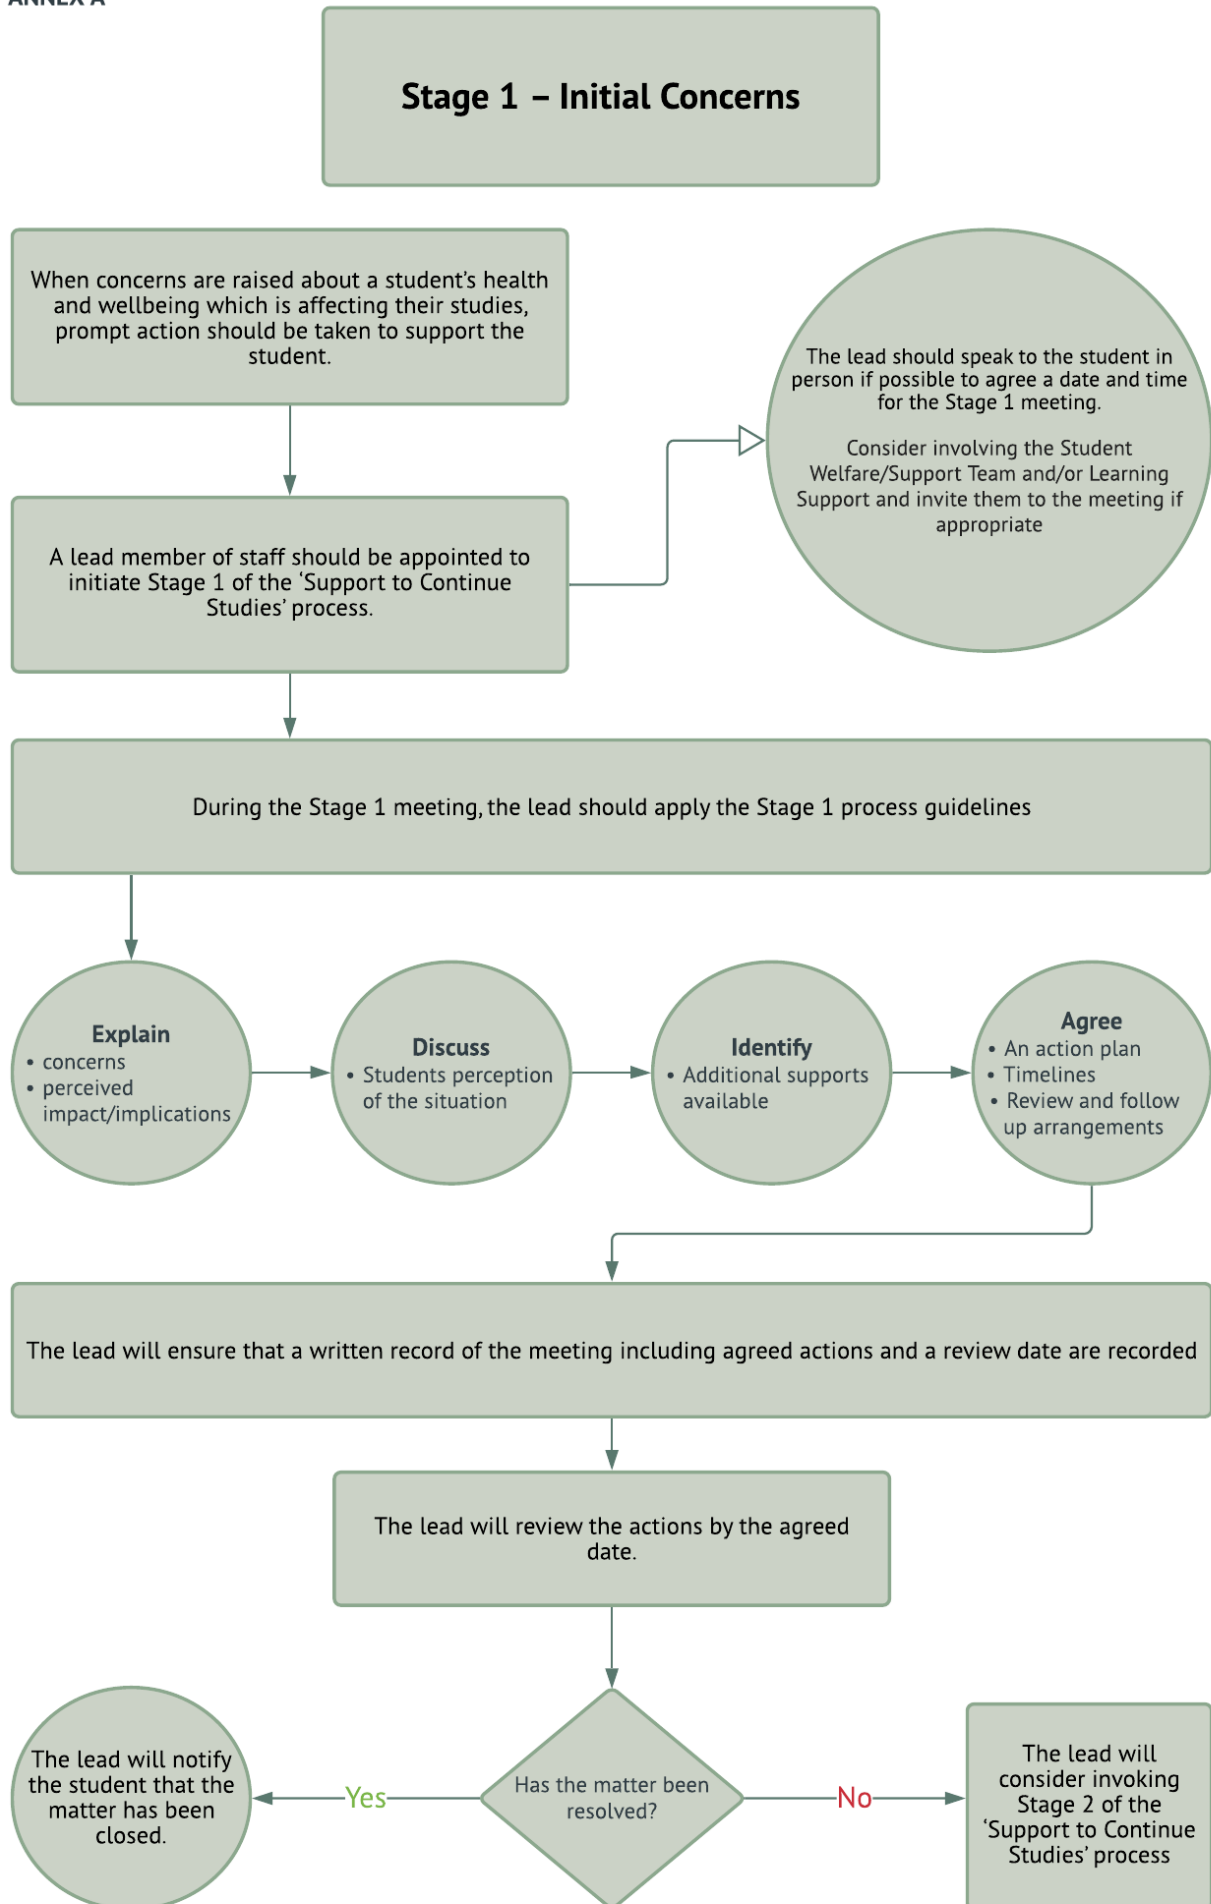 ANNEX A
Stage 1 – Initial Concerns
When concerns are raised about a student’s health
and wellbeing which is affecting their studies,
prompt action should be taken to support the
student.
The lead should speak to the student in
person if possible to agree a date and time
for the Stage 1 meeting.
Consider involving the Student
Welfare/Support Team and/or Learning
Support and invite them to the meeting if
appropriate
A lead member of staff should be appointed to
initiate Stage 1 of the ‘Support to Continue
Studies’ process.
During the Stage 1 meeting, the lead should apply the Stage 1 process guidelines
Explain
• concerns
• perceived
impact/implications
Discuss
• Students perception
of the situation
Identify
• Additional supports
available
Agree
• An action plan
• Timelines
• Review and follow
up arrangements
The lead will ensure that a written record of the meeting including agreed actions and a review date are recorded
The lead will review the actions by the agreed
date.
Has the matter been
resolved?
Yes
The lead will notify
the student that the
matter has been
closed.
No
The lead will
consider invoking
Stage 2 of the
‘Support to Continue
Studies’ process